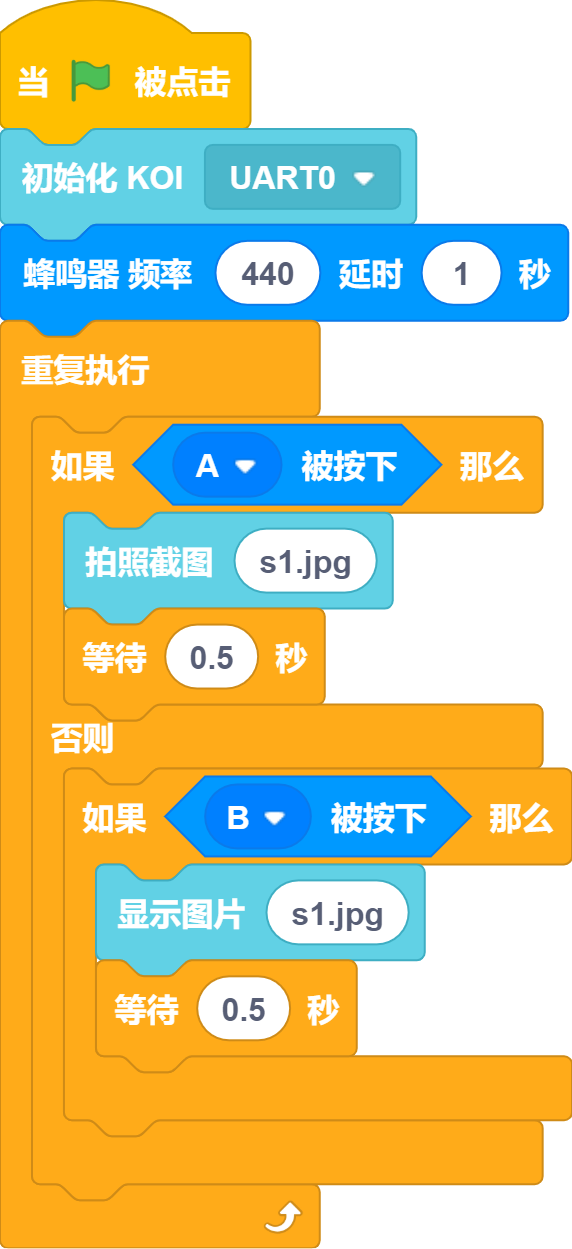 当 被点击
初始化 KOI UART0
蜂鸣器 频率 440 延时 1 秒
重复执行
如果 A 被按下 那么
拍照截图 s1.jpg
等待 0.5 秒
否则
如果 B 被按下 那么
显示图片 s1.jpg
等待 0.5 秒